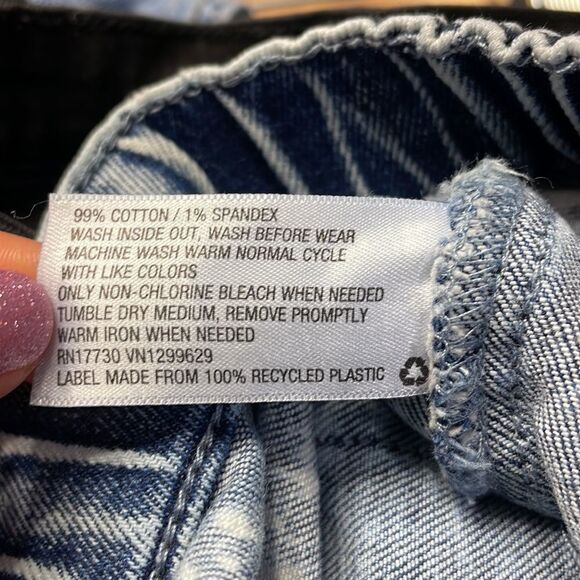 99% COTTON / 1% SPANDEX
WASH INSIDE OUT, WASH BEFORE WEAR
MACHINE WASH WARM NORMAL CYCLE
WITH LIKE COLORS
ONLY NON-CHLORINE BLEACH WHEN NEEDED
TUMBLE DRY MEDIUM, REMOVE PROMPTLY
WARM IRON WHEN NEEDED
RN17730 VN1299629
LABEL MADE FROM 100% RECYCLED PLASTIC